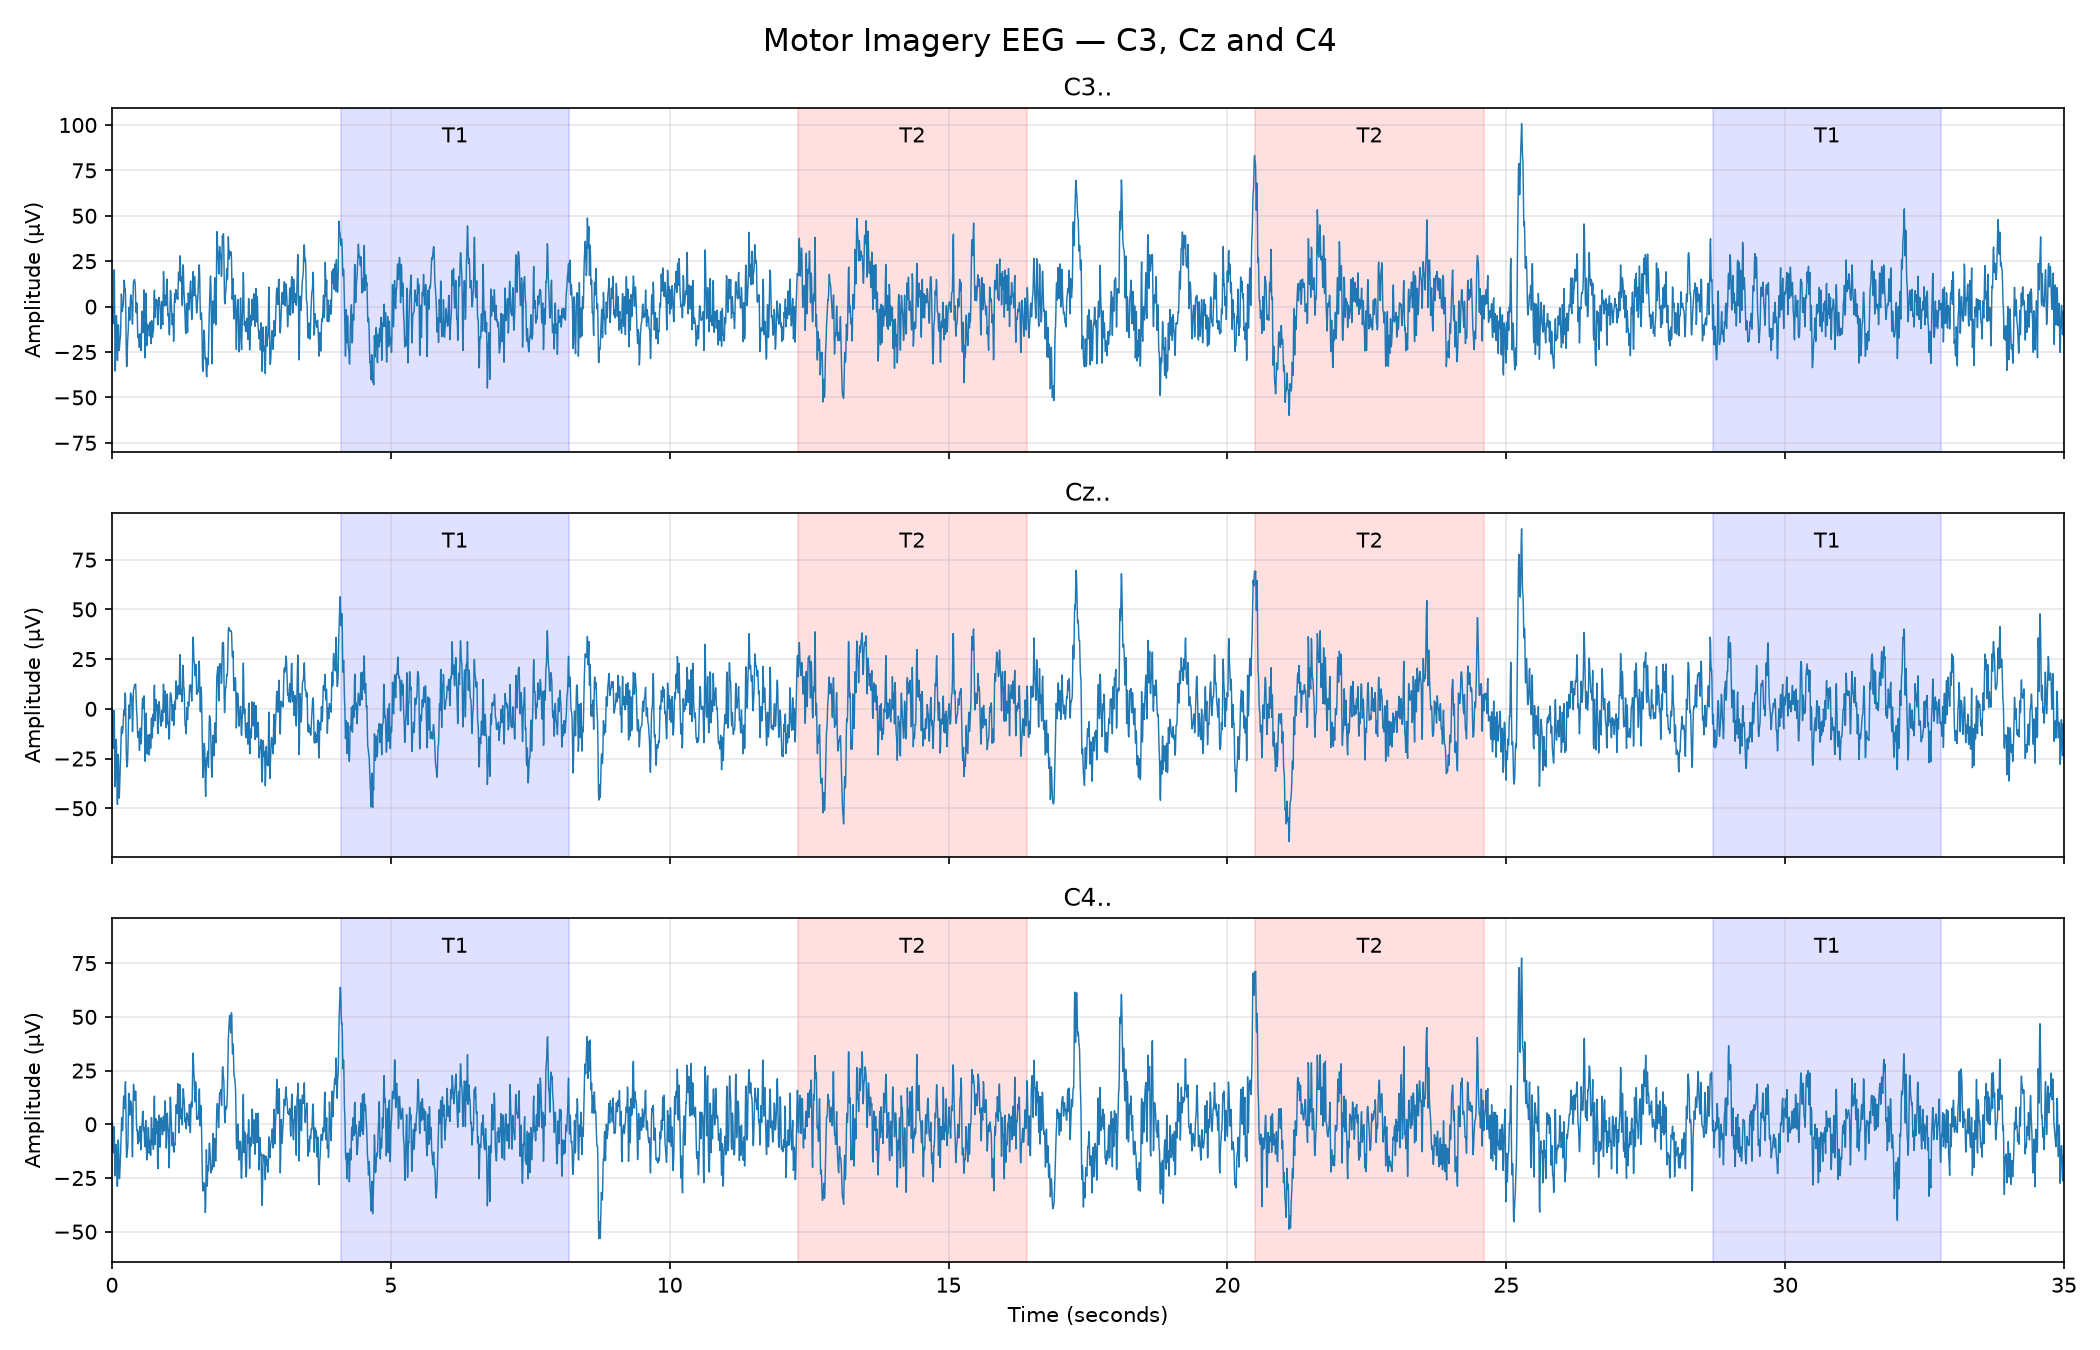 Motor Imagery EEG — C3, Cz and C4
C3..
T1 T2 T2 T1
100
75
50
25
0
−25
−50
−75
Amplitude (µV)
Cz..
T1 T2 T2 T1
75
50
25
0
−25
−50
Amplitude (µV)
C4..
T1 T2 T2 T1
75
50
25
0
−25
−50
Amplitude (µV)
0 5 10 15 20 25 30 35
Time (seconds)